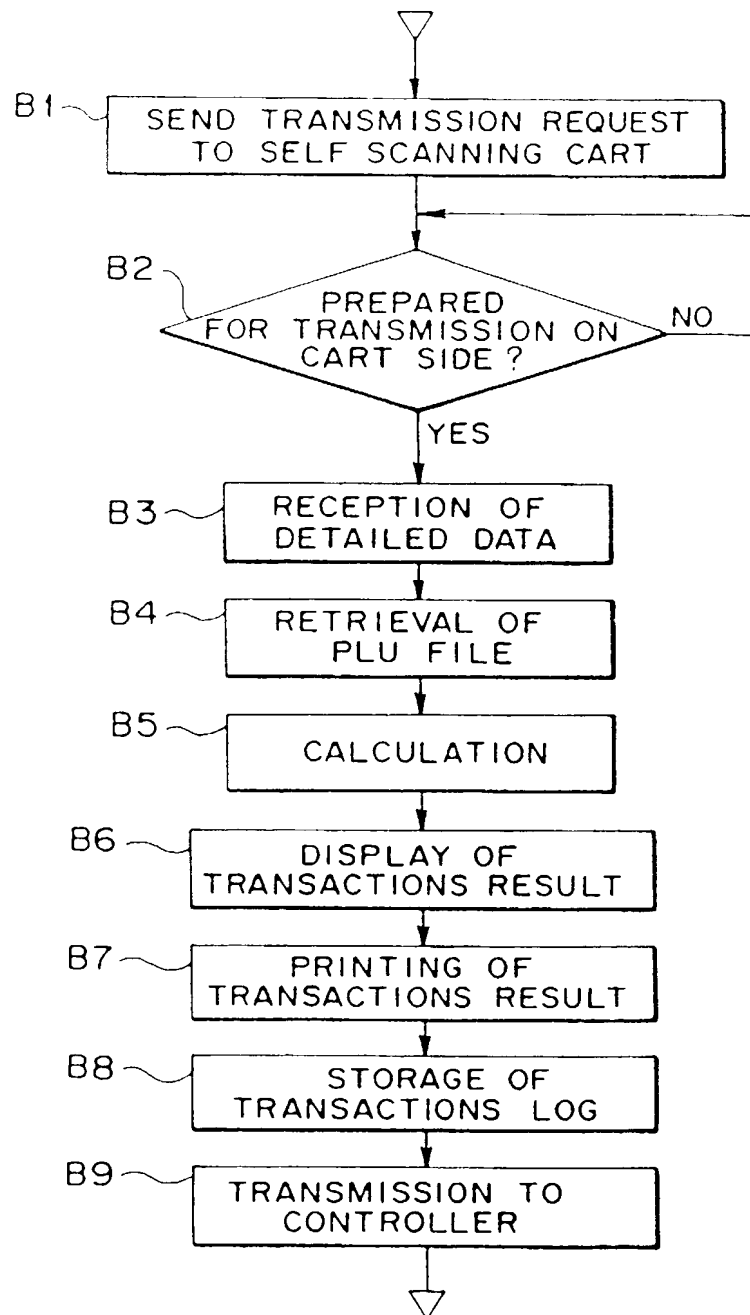 B1
SEND TRANSMISSION REQUEST
TO SELF SCANNING CART
B2
PREPARED
FOR TRANSMISSION ON
CART SIDE?
NO
YES
B3
RECEPTION OF
DETAILED DATA
B4
RETRIEVAL OF
PLU FILE
B5
CALCULATION
B6
DISPLAY OF
TRANSACTIONS RESULT
B7
PRINTING OF
TRANSACTIONS RESULT
B8
STORAGE OF
TRANSACTIONS LOG
B9
TRANSMISSION TO
CONTROLLER